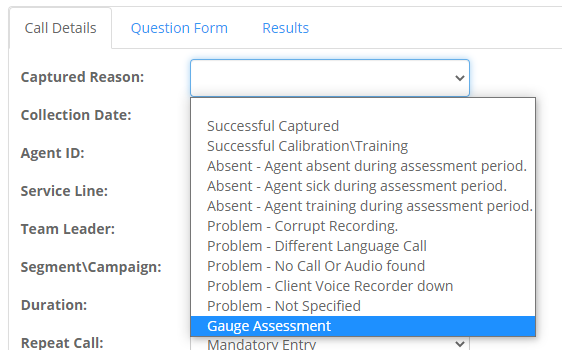 Call Details Question Form Results
Captured Reason:
Collection Date:
Agent ID:
Service Line:
Team Leader:
Segment\Campaign:
Duration:
Repeat Call:
Successful Captured
Successful Calibration\Training
Absent - Agent absent during assessment period.
Absent - Agent sick during assessment period.
Absent - Agent training during assessment period.
Problem - Corrupt Recording.
Problem - Different Language Call
Problem - No Call Or Audio found
Problem - Client Voice Recorder down
Problem - Not Specified
Gauge Assessment
Mandatory Entry